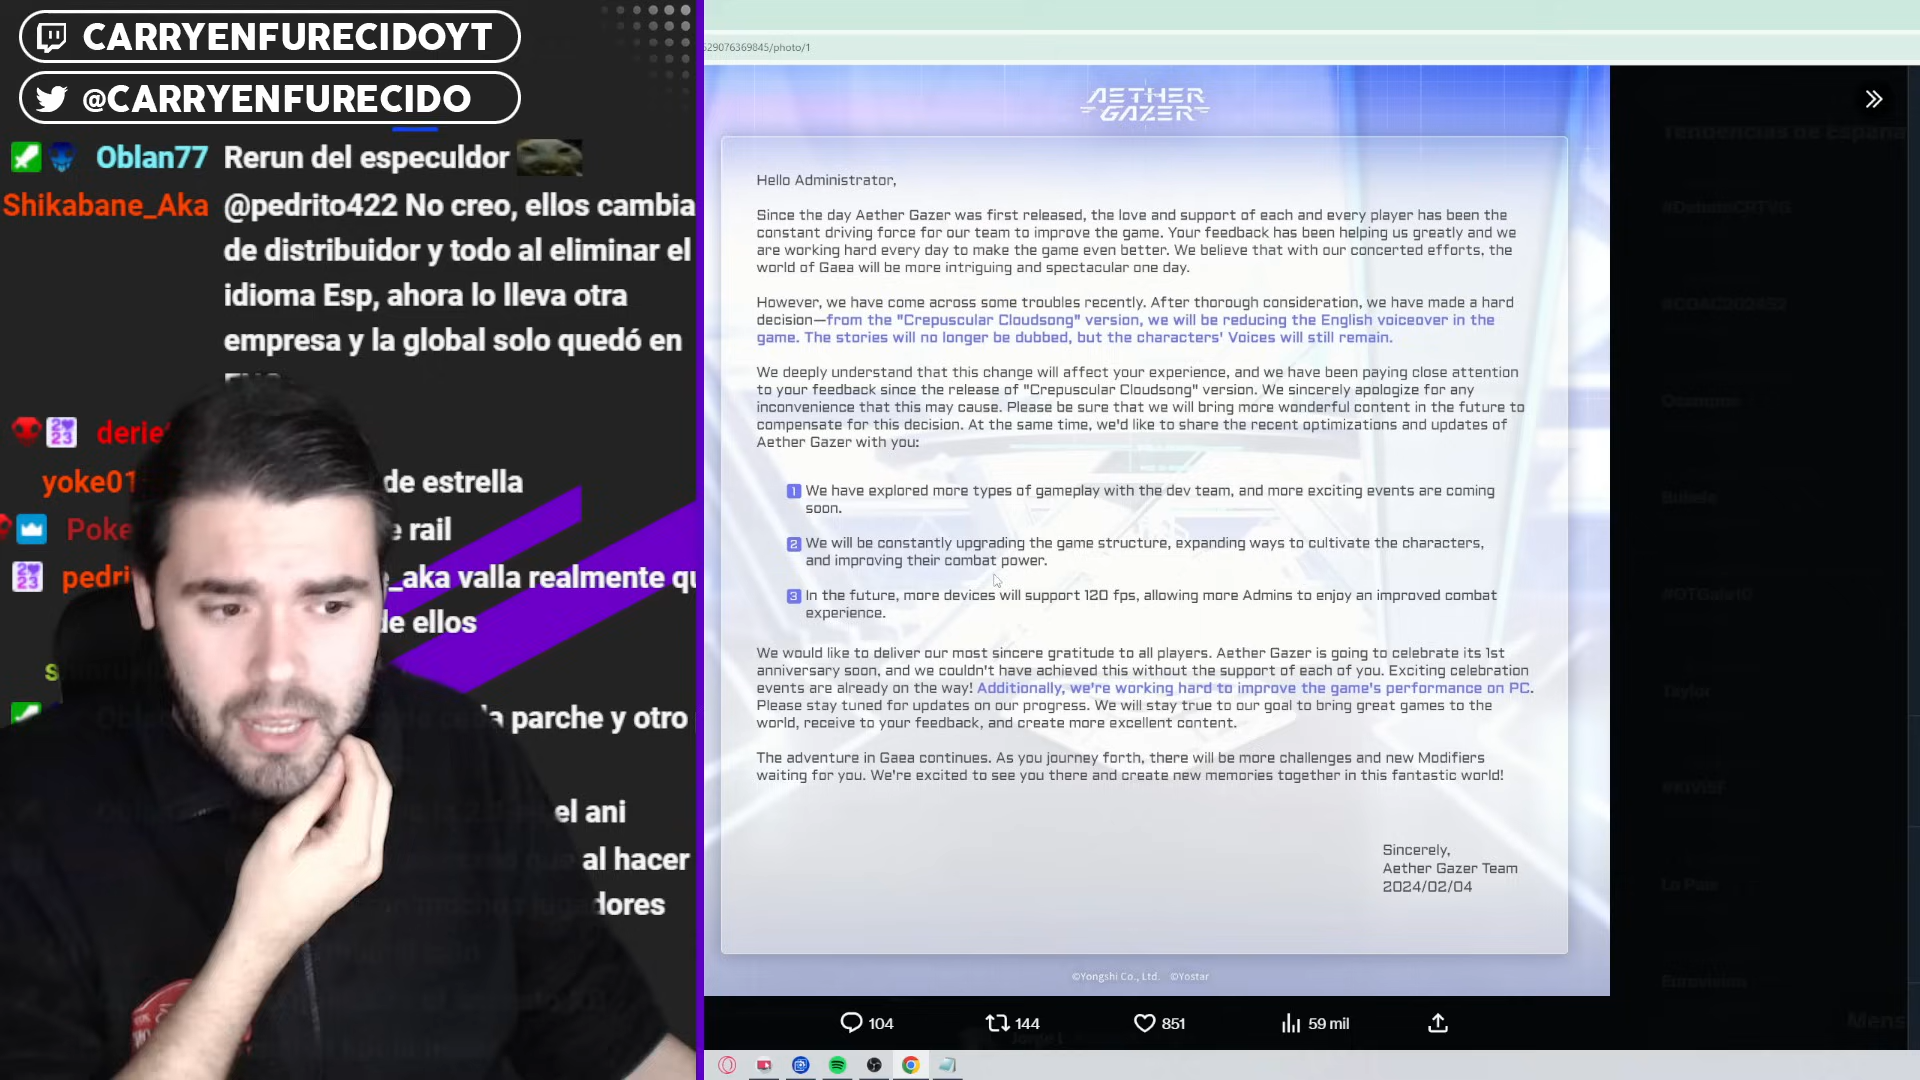 CARRYENFURECIDOYT
@CARRYENFURECIDO
Oblan77 Rerun del especuldor
Shikabane_Aka @pedrito422 No creo, ellos cambia
de distribuidor y todo al eliminar el
idioma Esp, ahora lo lleva otra
empresa y la global solo quedó en
yoke01 de estrella
Poke e rail
pedri _aka valla realmente qu
de ellos
la parche y otro
el ani
al hacer
dores
29076369845/photo/1
AETHER
GAZER
Hello Administrator,
Since the day Aether Gazer was first released, the love and support of each and every player has been the
constant driving force for our team to improve the game. Your feedback has been helping us greatly and we
are working hard every day to make the game even better. We believe that with our concerted efforts, the
world of Gaea will be more intriguing and spectacular one day.
However, we have come across some troubles recently. After thorough consideration, we have made a hard
decision—from the "Crepuscular Cloudsong" version, we will be reducing the English voiceover in the
game. The stories will no longer be dubbed, but the characters' Voices will still remain.
We deeply understand that this change will affect your experience, and we have been paying close attention
to your feedback since the release of "Crepuscular Cloudsong" version. We sincerely apologize for any
inconvenience that this may cause. Please be sure that we will bring more wonderful content in the future to
compensate for this decision. At the same time, we'd like to share the recent optimizations and updates of
Aether Gazer with you:
1 We have explored more types of gameplay with the dev team, and more exciting events are coming
soon.
2 We will be constantly upgrading the game structure, expanding ways to cultivate the characters,
and improving their combat power.
3 In the future, more devices will support 120 fps, allowing more Admins to enjoy an improved combat
experience.
We would like to deliver our most sincere gratitude to all players. Aether Gazer is going to celebrate its 1st
anniversary soon, and we couldn't have achieved this without the support of each of you. Exciting celebration
events are already on the way! Additionally, we're working hard to improve the game's performance on PC.
Please stay tuned for updates on our progress. We will stay true to our goal to bring great games to the
world, receive to your feedback, and create more excellent content.
The adventure in Gaea continues. As you journey forth, there will be more challenges and new Modifiers
waiting for you. We're excited to see you there and create new memories together in this fantastic world!
Sincerely,
Aether Gazer Team
2024/02/04
©Yongshi Co., Ltd. ©Yostar
104 144 851 59 mil
Tendencias de España
Taylor
Eurovision